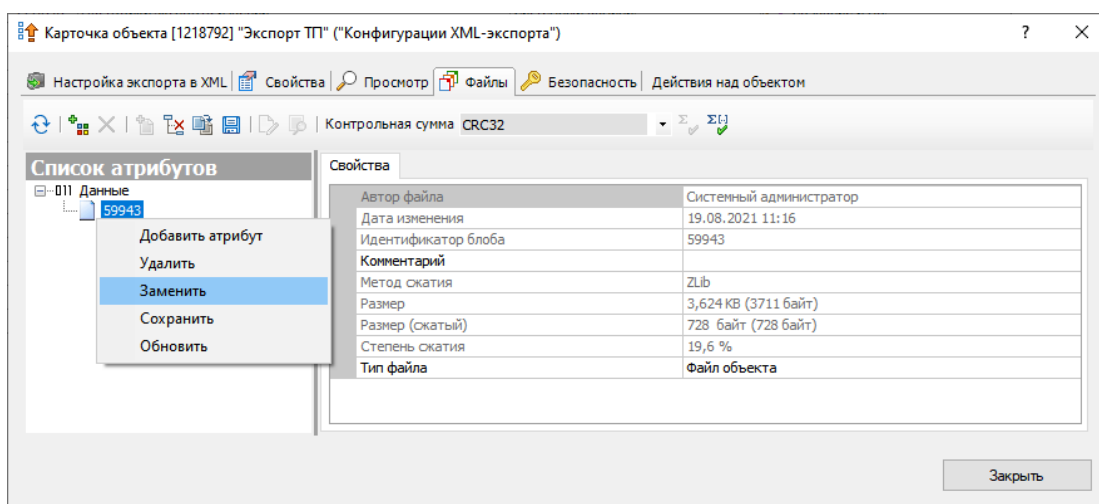 Карточка объекта [1218792] "Экспорт ТП" ("Конфигурации XML-экспорта") ?
Настройка экспорта в XML Свойства Просмотр Файлы Безопасность Действия над объектом
Контрольная сумма CRC32
Список атрибутов
Свойства
Данные
59943
Добавить атрибут
Удалить
Заменить
Сохранить
Обновить
Автор файла Системный администратор
Дата изменения 19.08.2021 11:16
Идентификатор блоба 59943
Комментарий
Метод сжатия ZLib
Размер 3,624 KB (3711 байт)
Размер (сжатый) 728 байт (728 байт)
Степень сжатия 19,6 %
Тип файла Файл объекта
Закрыть